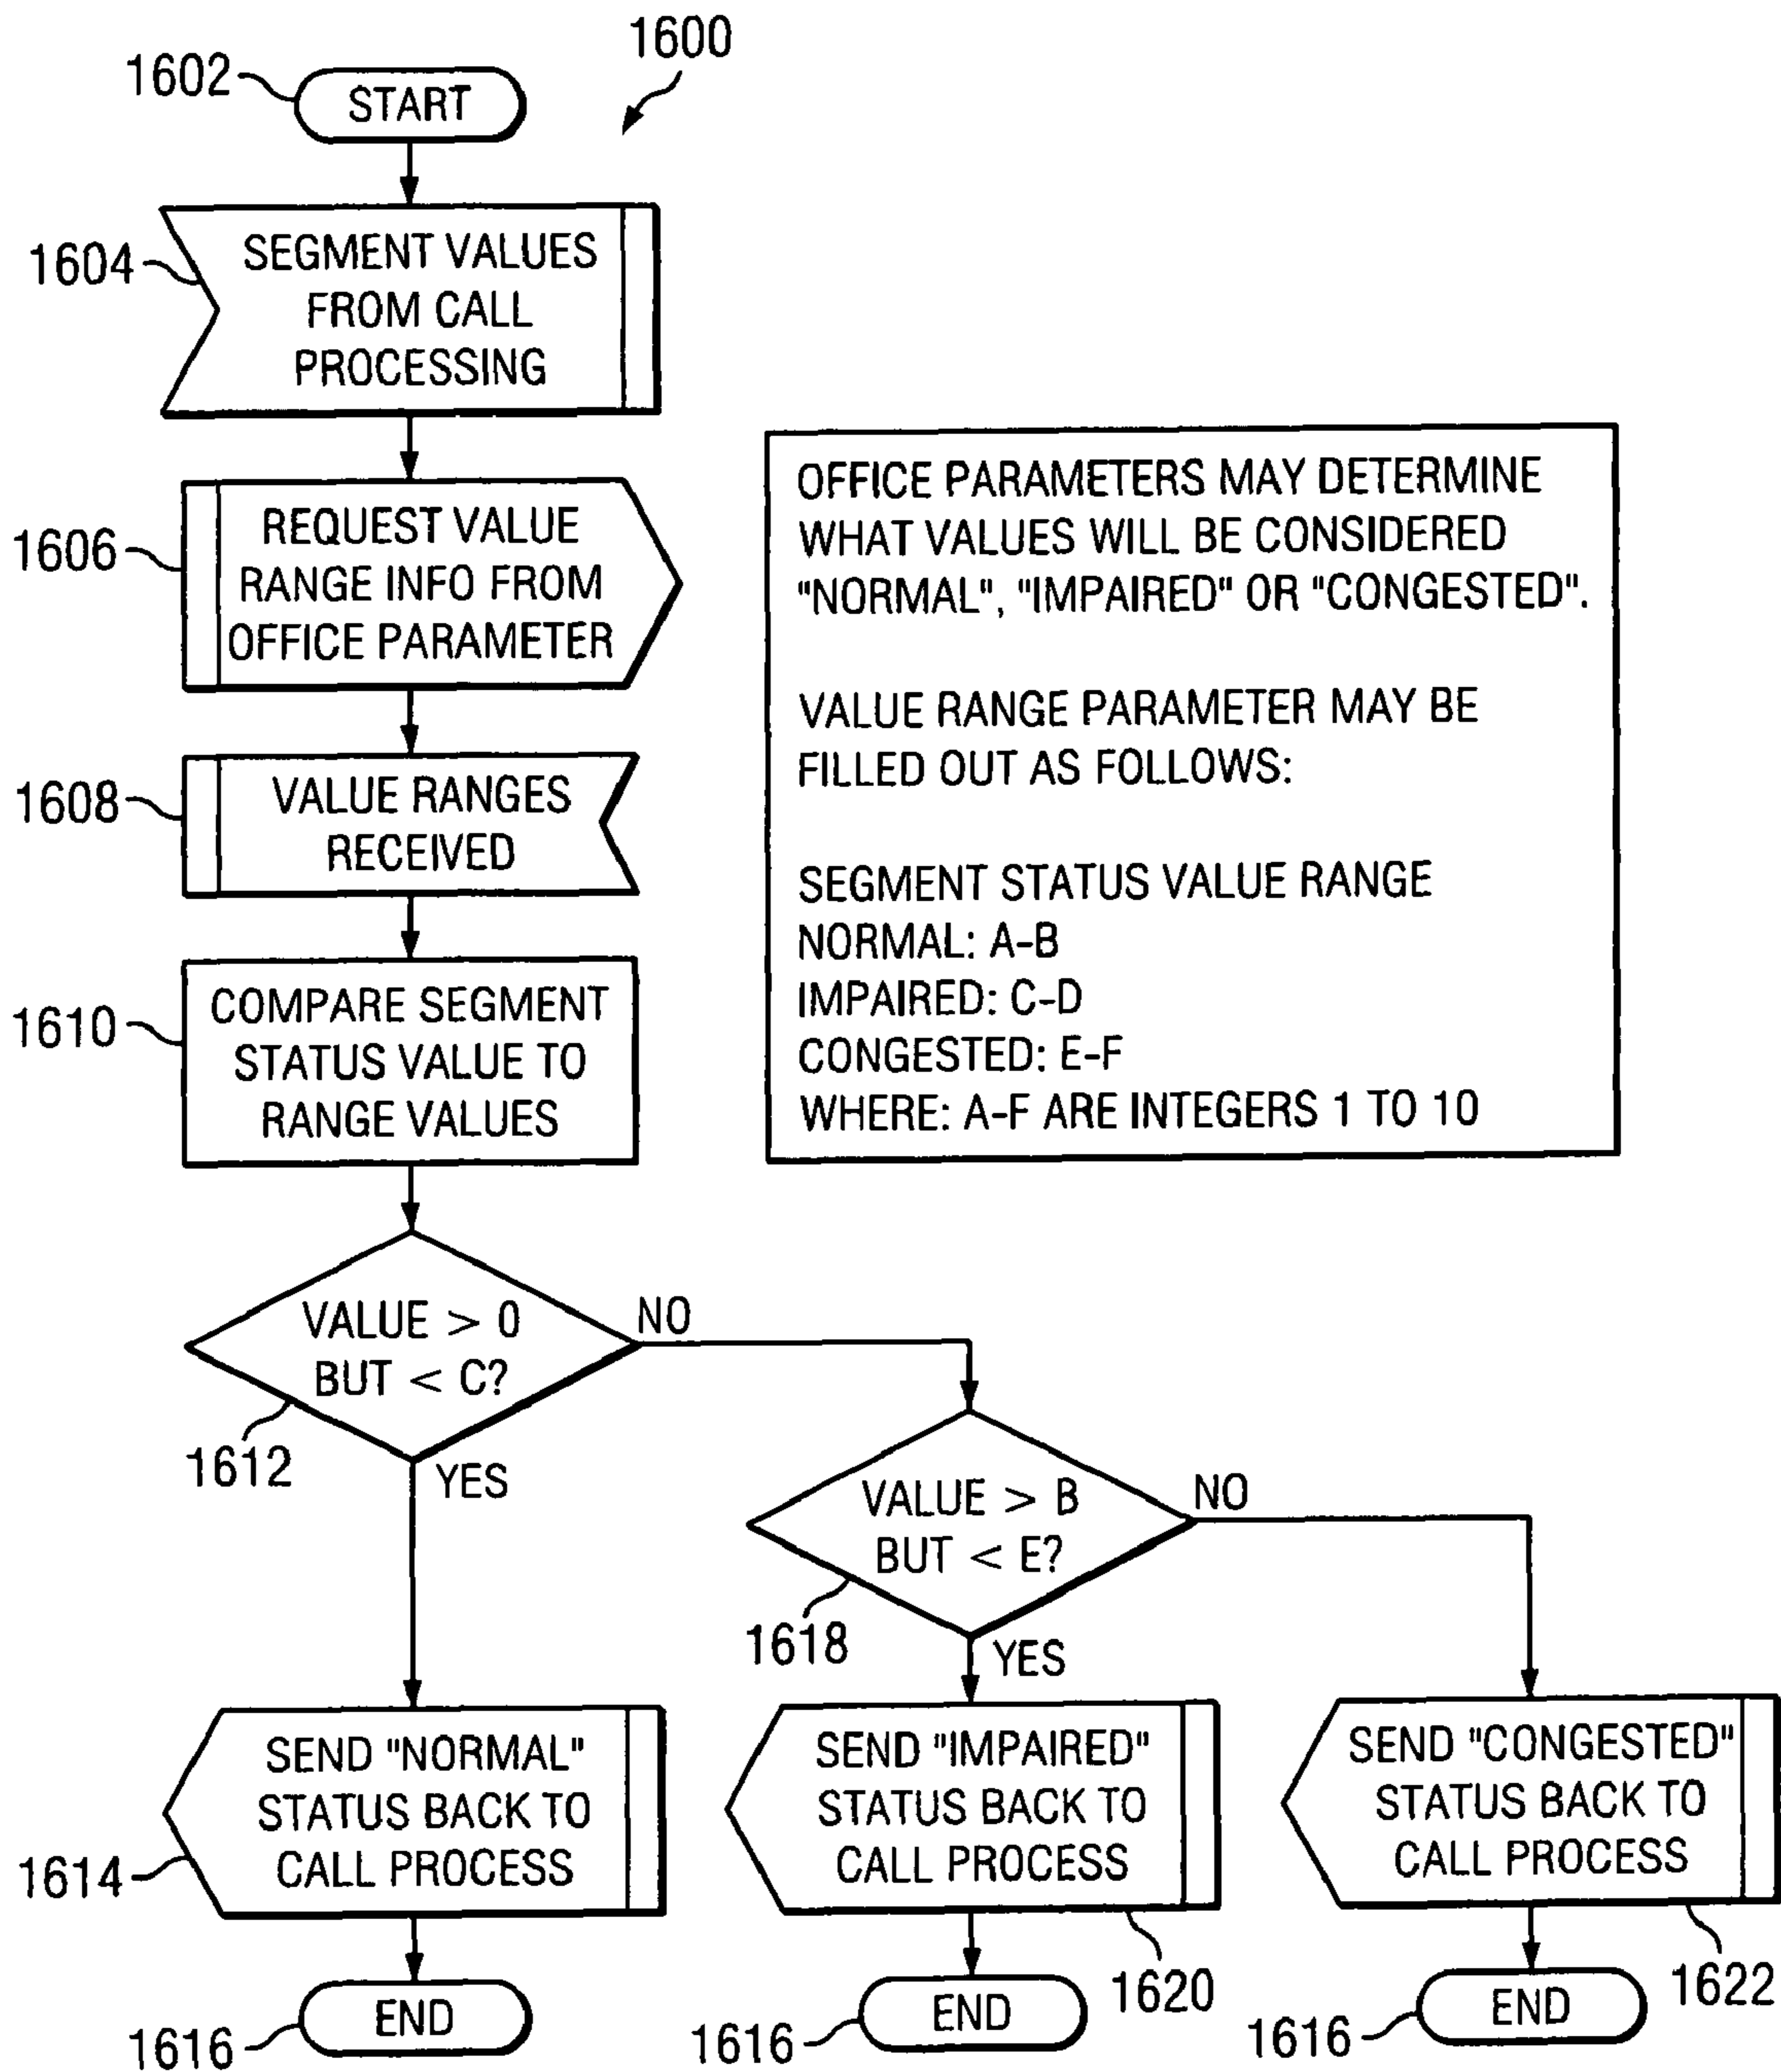 1600
1602
START
1604
SEGMENT VALUES
FROM CALL
PROCESSING
1606
REQUEST VALUE
RANGE INFO FROM
OFFICE PARAMETER
1608
VALUE RANGES
RECEIVED
1610
COMPARE SEGMENT
STATUS VALUE TO
RANGE VALUES
OFFICE PARAMETERS MAY DETERMINE
WHAT VALUES WILL BE CONSIDERED
"NORMAL", "IMPAIRED" OR "CONGESTED".
VALUE RANGE PARAMETER MAY BE
FILLED OUT AS FOLLOWS:
SEGMENT STATUS VALUE RANGE
NORMAL: A-B
IMPAIRED: C-D
CONGESTED: E-F
WHERE: A-F ARE INTEGERS 1 TO 10
VALUE > 0
BUT < C?
NO
1612
YES
VALUE > B
BUT < E?
NO
1618
YES
SEND "NORMAL"
STATUS BACK TO
CALL PROCESS
1614
SEND "IMPAIRED"
STATUS BACK TO
CALL PROCESS
1620
SEND "CONGESTED"
STATUS BACK TO
CALL PROCESS
1622
END
1616
END
1616
END
1616